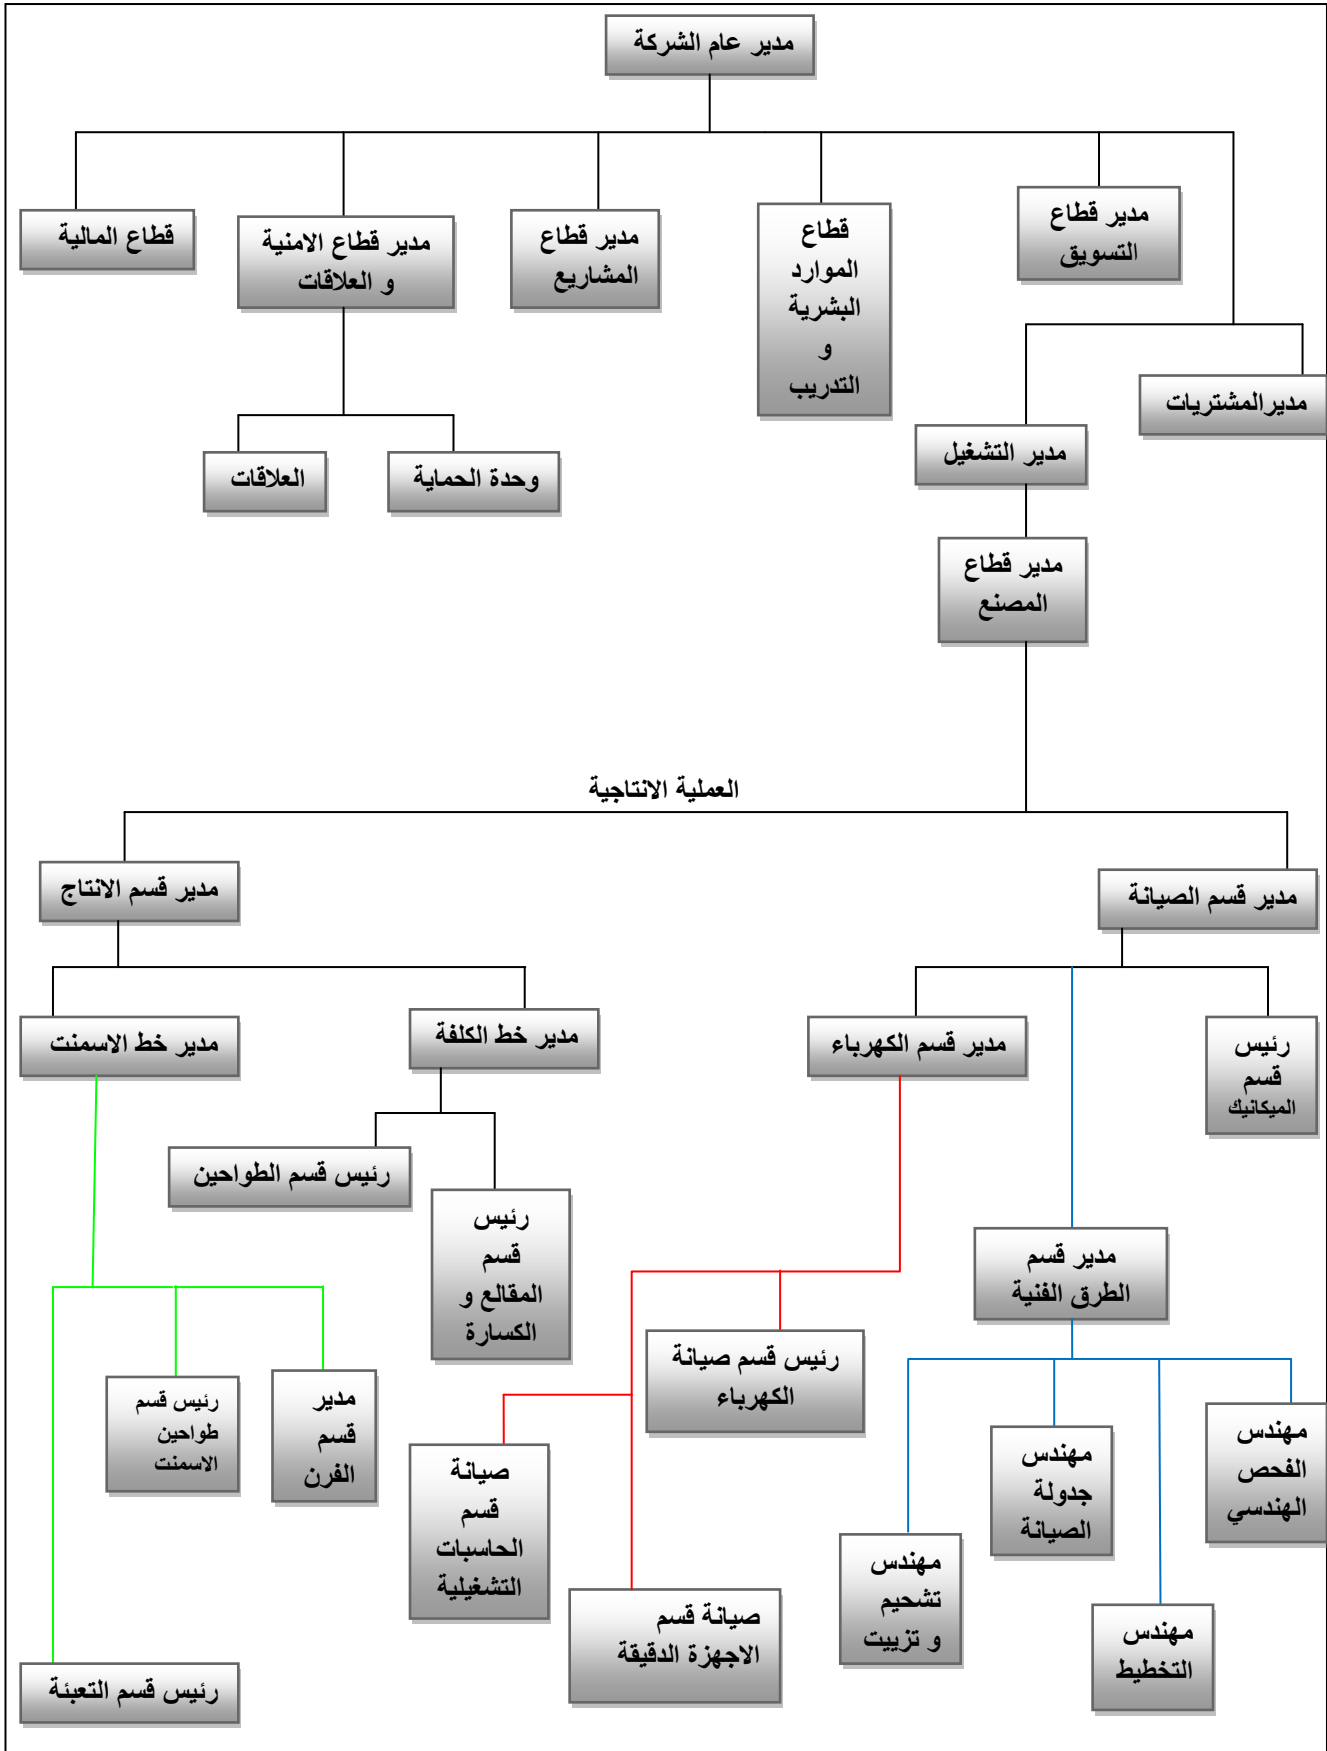 مدير عام الشركة
مدير قطاع
التسويق
قطاع
الموارد
البشرية
و
التدريب
مدير قطاع
المشاريع
مدير قطاع الامنية
و العلاقات
قطاع المالية
مديرالمشتريات
مدير التشغيل
وحدة الحماية
العلاقات
مدير قطاع
المصنع
العملية الانتاجية
مدير قسم الصيانة
مدير قسم الانتاج
رئيس
قسم
الميكانيك
مدير قسم الكهرباء
مدير خط الكلفة
مدير خط الاسمنت
رئيس قسم الطواحين
رئيس
قسم
المقالع و
الكسارة
مدير قسم
الطرق الفنية
رئيس قسم صيانة
الكهرباء
مدير
قسم
الفرن
رئيس قسم
طواحين
الاسمنت
مهندس
الفحص
الهندسي
مهندس
جدولة
الصيانة
صيانة
قسم
الحاسبات
التشغيلية
مهندس
تشحيم
و تزييت
صيانة قسم
الاجهزة الدقيقة
مهندس
التخطيط
رئيس قسم التعبئة